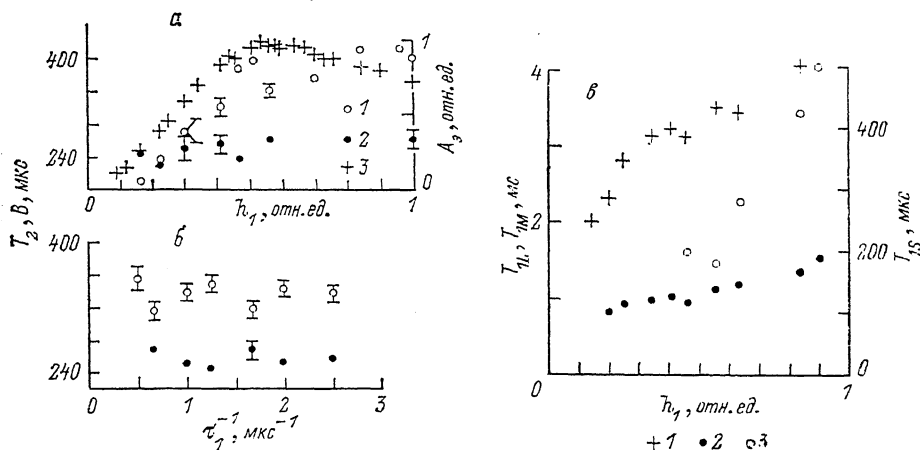 а
400
240
T₂, В, мкс
1
0
Aэ, отн.ед.
1
2
3
0
h₁, отн.ед.
1
б
400
240
0
1
2
3
τ₁⁻¹, мкс⁻¹
в
4
2
0
T₁L, T₁M, мс
400
200
0
T₁S, мкс
1
h₁, отн.ед.
+ 1 • 2 ○ 3